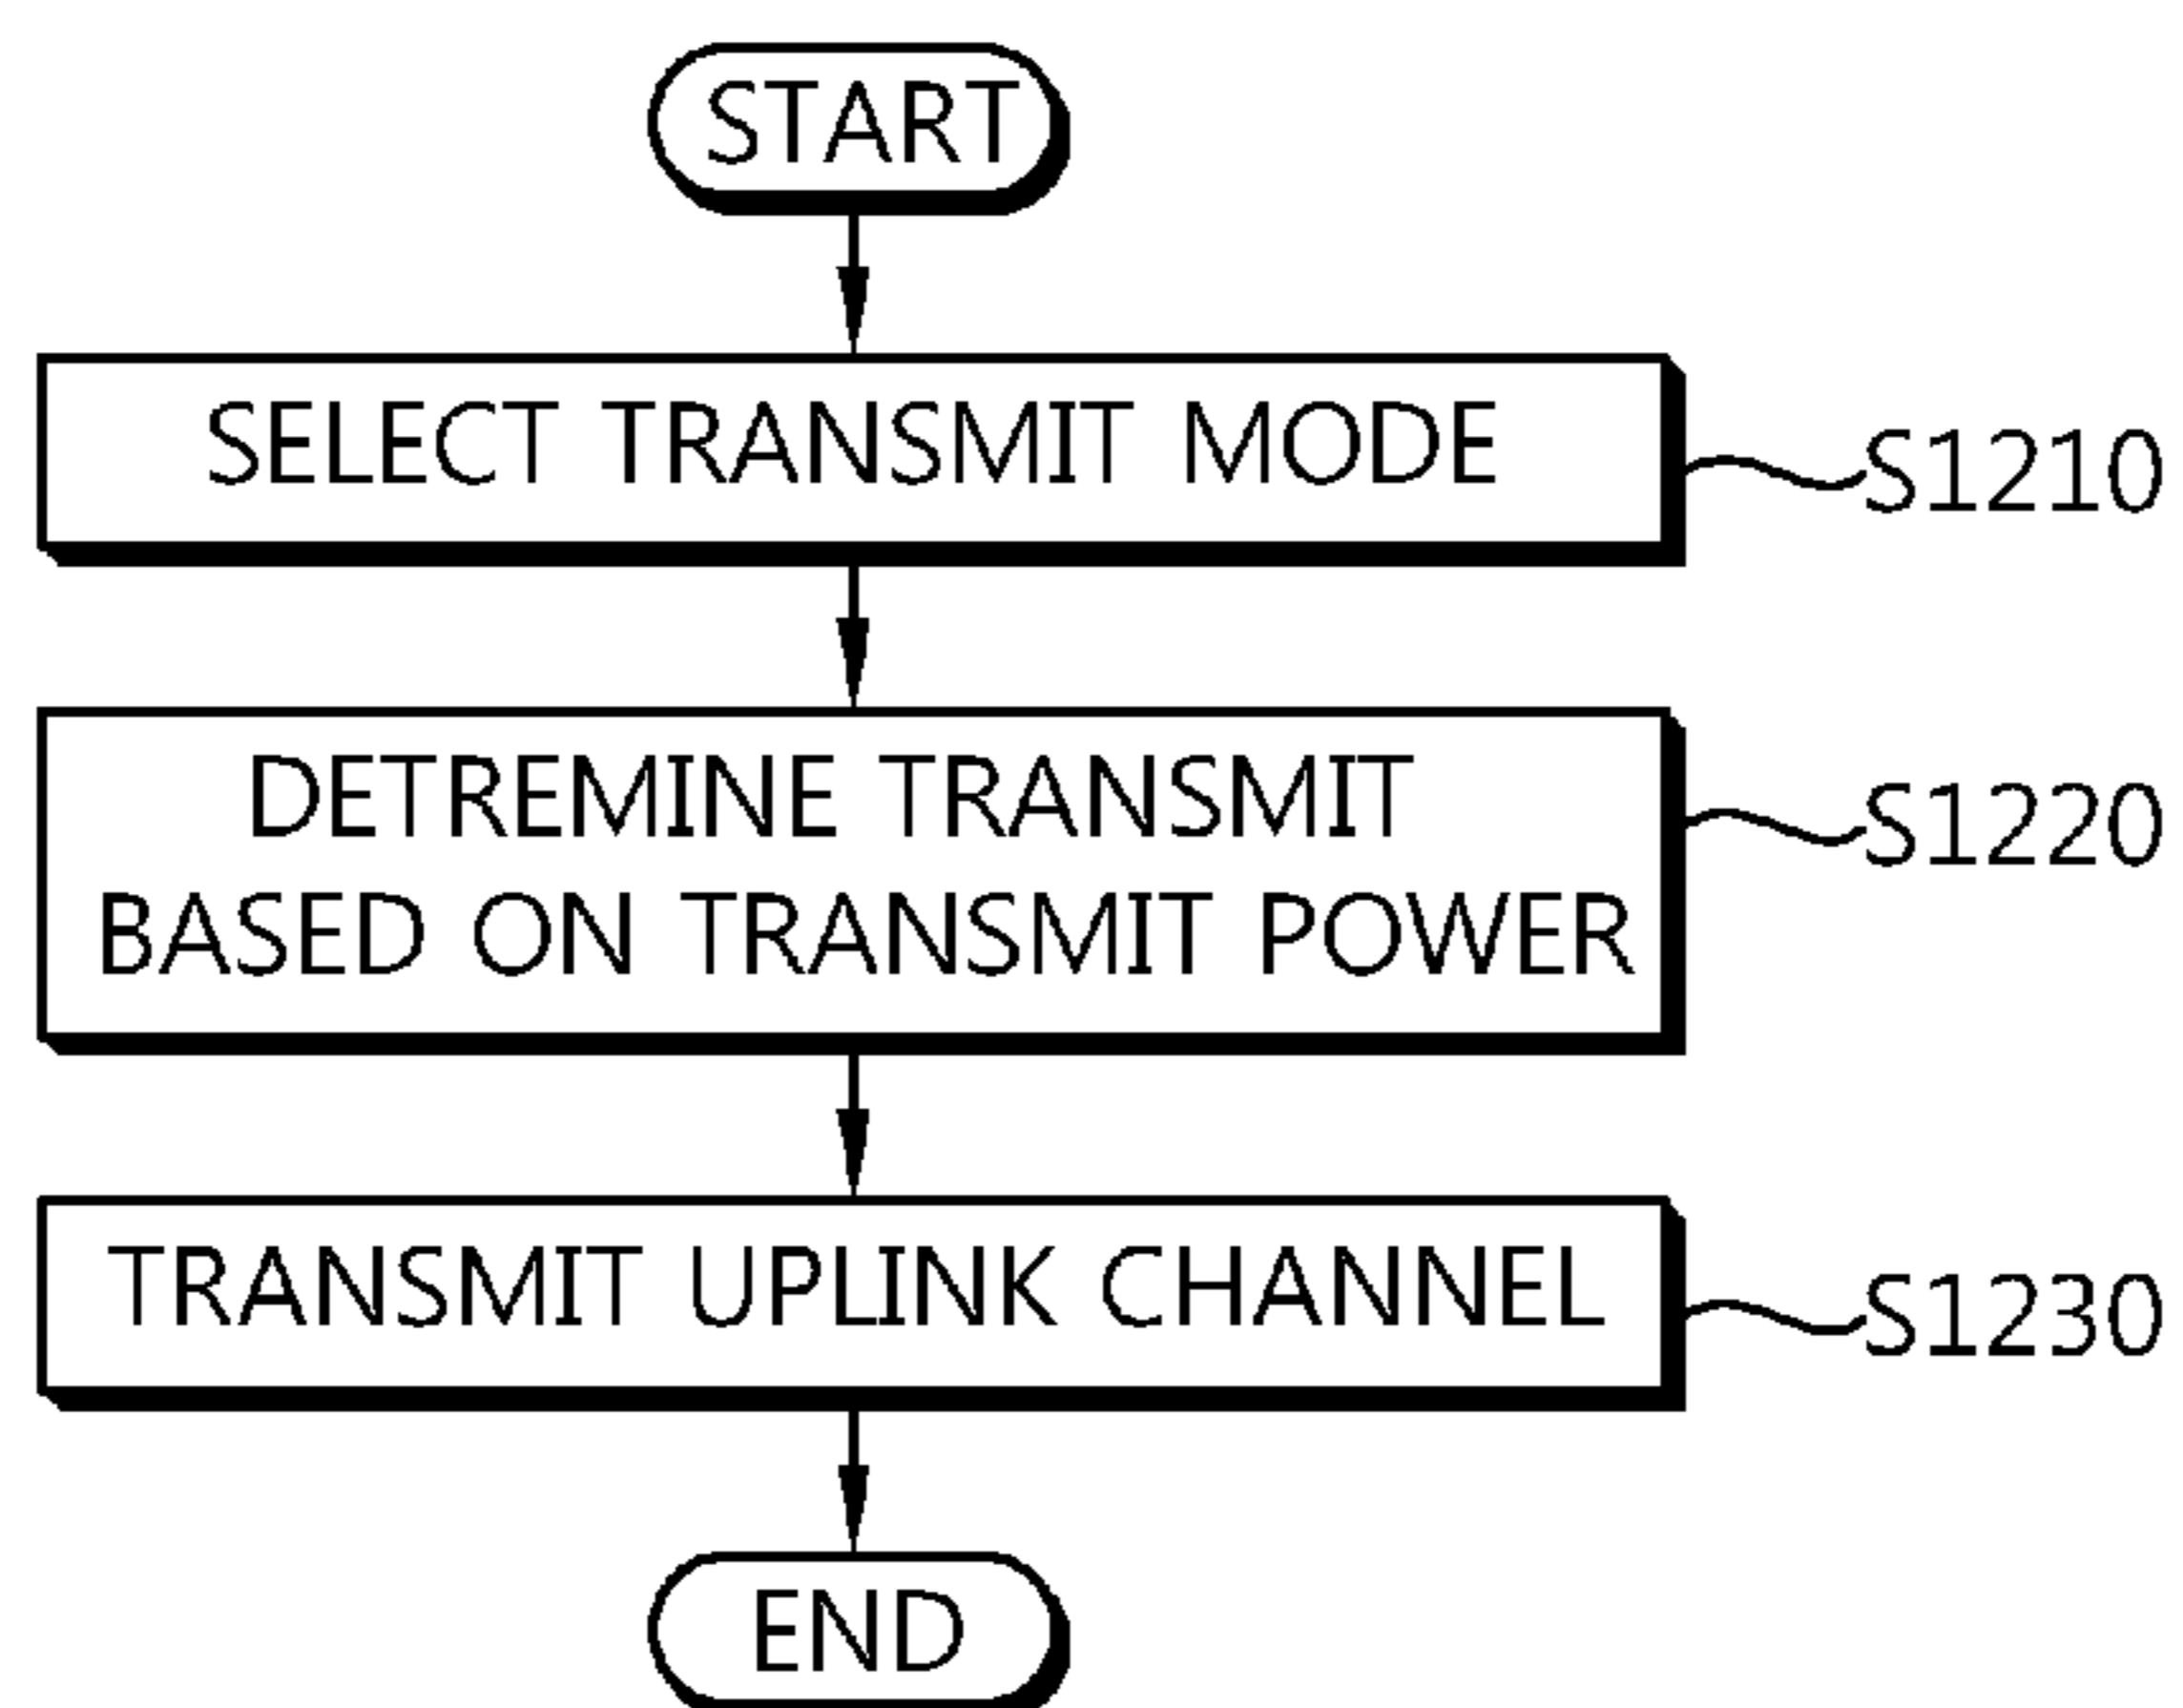 START
SELECT TRANSMIT MODE
S1210
DETREMINE TRANSMIT
BASED ON TRANSMIT POWER
S1220
TRANSMIT UPLINK CHANNEL
S1230
END